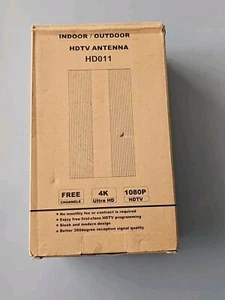 INDOOR / OUTDOOR
HDTV ANTENNA
HD011
FREE
CHANNELS
4K
Ultra HD
1080P
HDTV
No monthly fee or contract is required
Enjoy free first-class HDTV programming
Sleek and modern design
Better 360degree reception signal quality